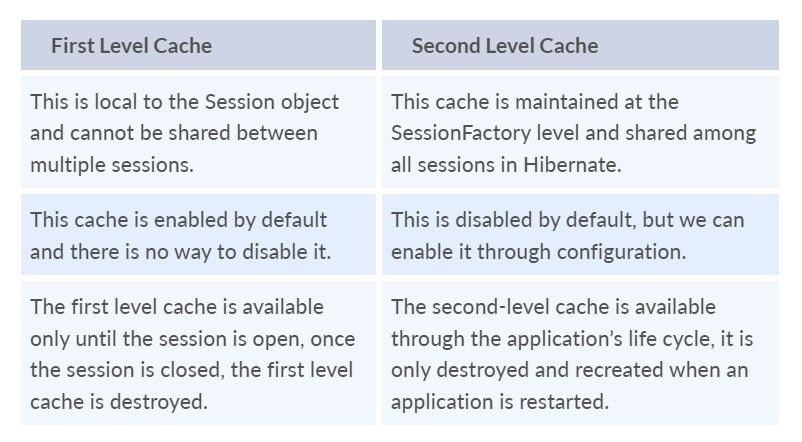 First Level Cache
Second Level Cache
This is local to the Session object
and cannot be shared between
multiple sessions.
This cache is maintained at the
SessionFactory level and shared among
all sessions in Hibernate.
This cache is enabled by default
and there is no way to disable it.
This is disabled by default, but we can
enable it through configuration.
The first level cache is available
only until the session is open, once
the session is closed, the first level
cache is destroyed.
The second-level cache is available
through the application’s life cycle, it is
only destroyed and recreated when an
application is restarted.